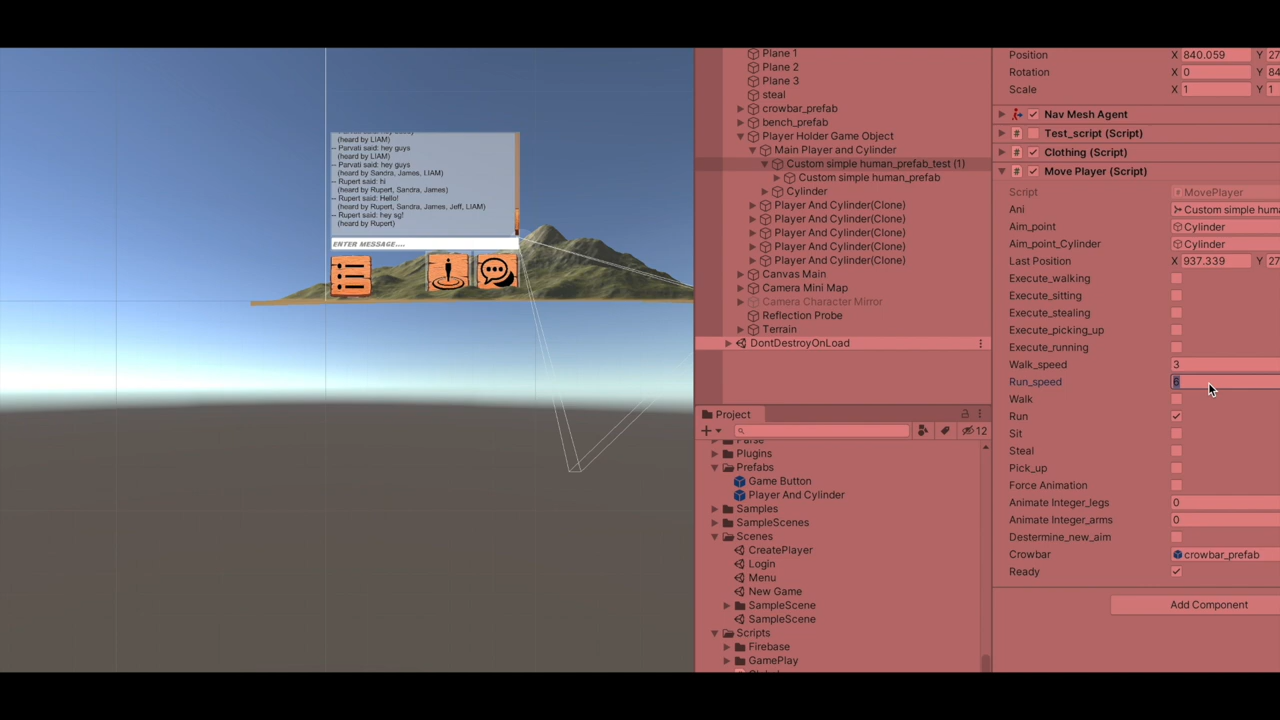 (heard by LIAM)
-- Parvati said: hey guys
(heard by LIAM)
-- Parvati said: hey guys
(heard by Sandra, James, LIAM)
-- Rupert said: hi
(heard by Rupert, Sandra, James)
-- Rupert said: Hello!
(heard by Rupert, Sandra, James, Jeff, LIAM)
-- Rupert said: hey sg!
(heard by Rupert)
ENTER MESSAGE....
Plane 1
Plane 2
Plane 3
steal
crowbar_prefab
bench_prefab
Player Holder Game Object
Main Player and Cylinder
Custom simple human_prefab_test (1)
Custom simple human_prefab
Cylinder
Player And Cylinder(Clone)
Player And Cylinder(Clone)
Player And Cylinder(Clone)
Player And Cylinder(Clone)
Player And Cylinder(Clone)
Canvas Main
Camera Mini Map
Camera Character Mirror
Reflection Probe
Terrain
DontDestroyOnLoad
Project
12
Plugins
Prefabs
Game Button
Player And Cylinder
Samples
SampleScenes
Scenes
CreatePlayer
Login
Menu
New Game
SampleScene
SampleScene
Scripts
Firebase
GamePlay
Position X 840.059 Y 27
Rotation X 0 Y 84
Scale X 1 Y 1
Nav Mesh Agent
Test_script (Script)
Clothing (Script)
Move Player (Script)
Script # MovePlayer
Ani Custom simple huma
Aim_point Cylinder
Aim_point_Cylinder Cylinder
Last Position X 937.339 Y 27
Execute_walking
Execute_sitting
Execute_stealing
Execute_picking_up
Execute_running
Walk_speed 3
Run_speed 6
Walk
Run
Sit
Steal
Pick_up
Force Animation
Animate Integer_legs 0
Animate Integer_arms 0
Destermine_new_aim
Crowbar crowbar_prefab
Ready
Add Component